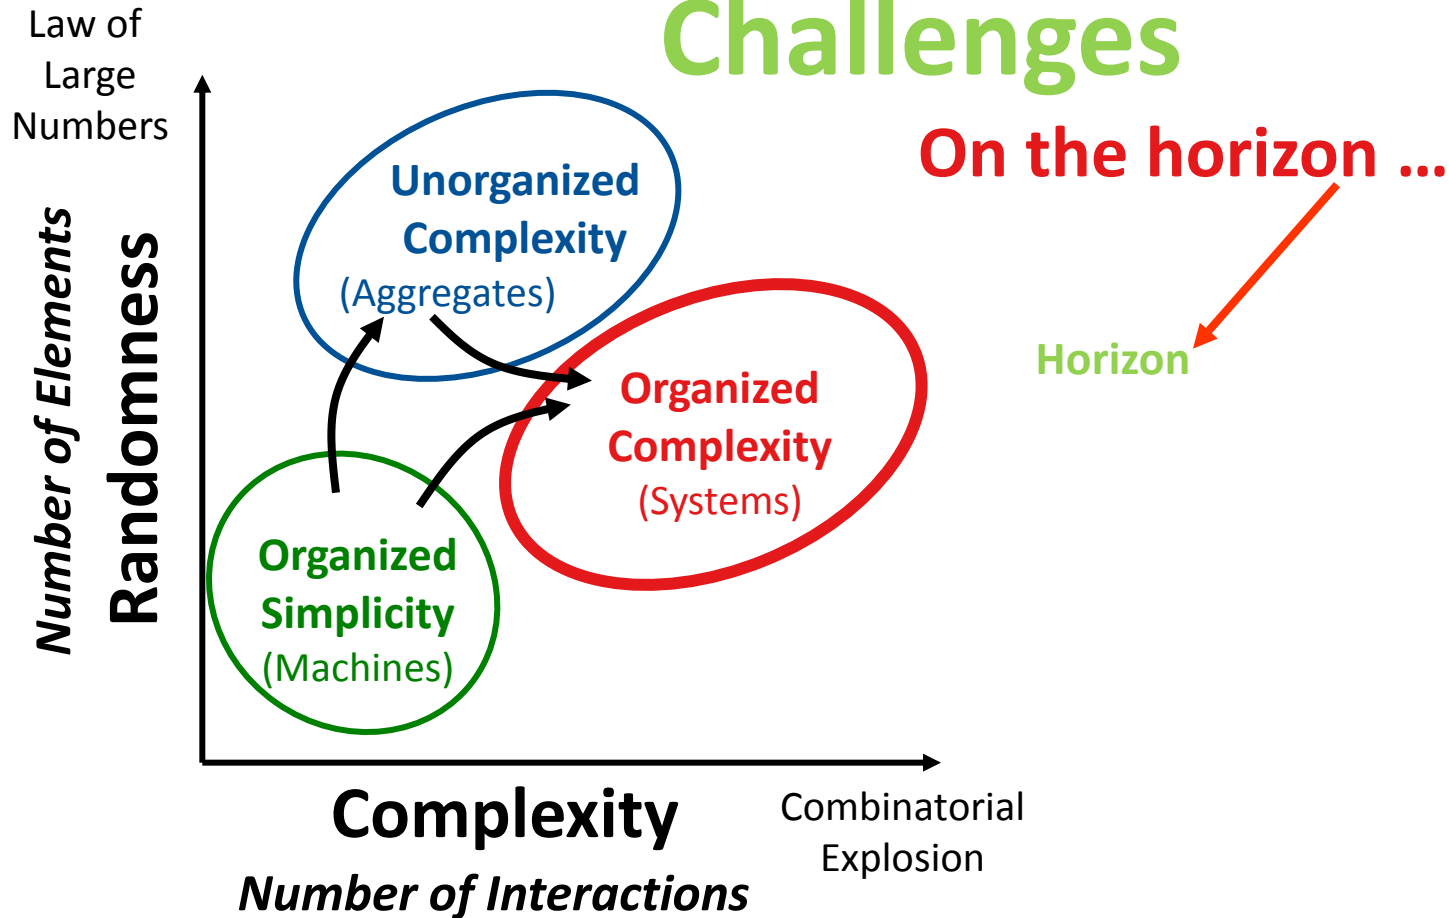 Challenges
On the horizon ...
Law of
Large
Numbers
Number of Elements
Randomness
Unorganized
Complexity
(Aggregates)
Horizon
Organized
Complexity
(Systems)
Organized
Simplicity
(Machines)
Complexity
Number of Interactions
Combinatorial
Explosion